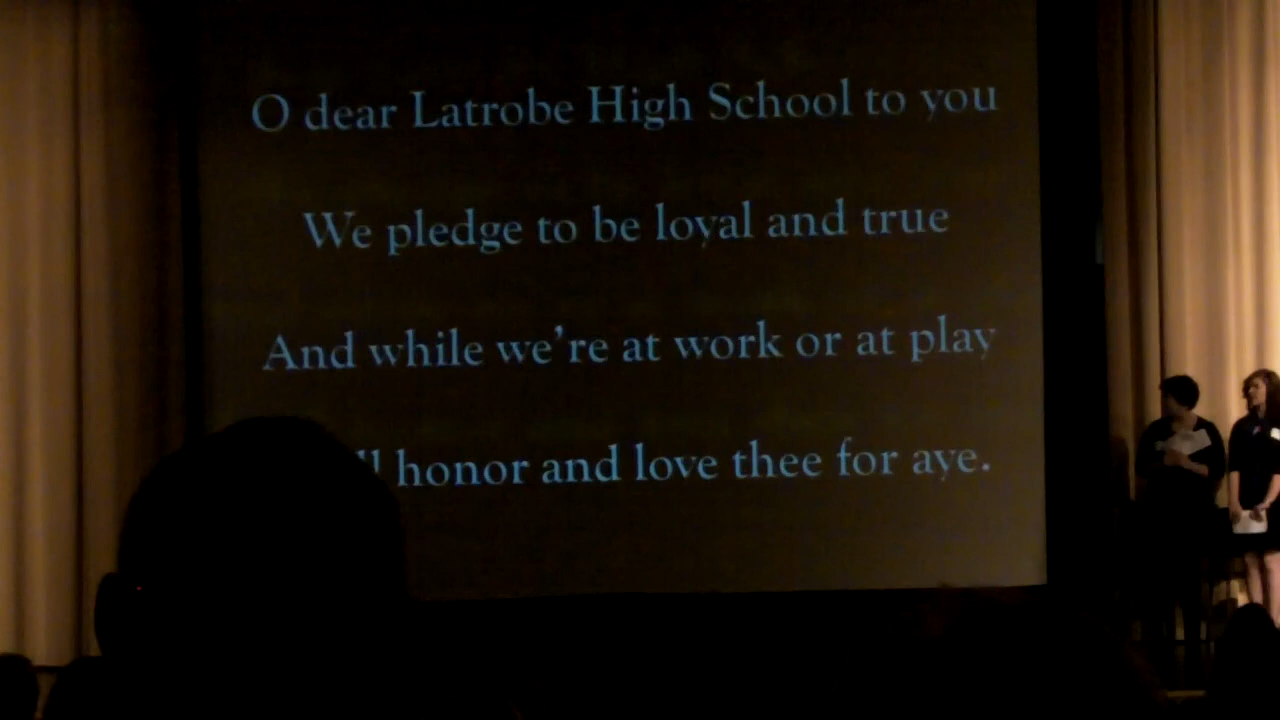 O dear Latrobe High School to you
We pledge to be loyal and true
And while we're at work or at play
honor and love thee for aye.